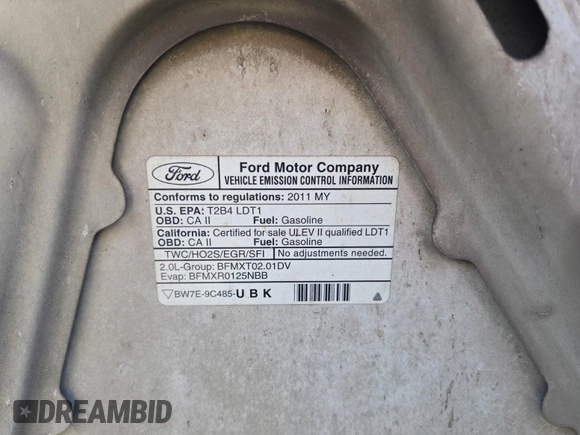 Ford
Ford Motor Company
VEHICLE EMISSION CONTROL INFORMATION
Conforms to regulations: 2011 MY
U.S. EPA: T2B4 LDT1
OBD: CA II Fuel: Gasoline
California: Certified for sale ULEV II qualified LDT1
OBD: CA II Fuel: Gasoline
TWC/HO2S/EGR/SFI No adjustments needed.
2.0L-Group: BFMXT02.01DV
Evap: BFMXR0125NBB
BW7E-9C485-UBK
DREAMBID